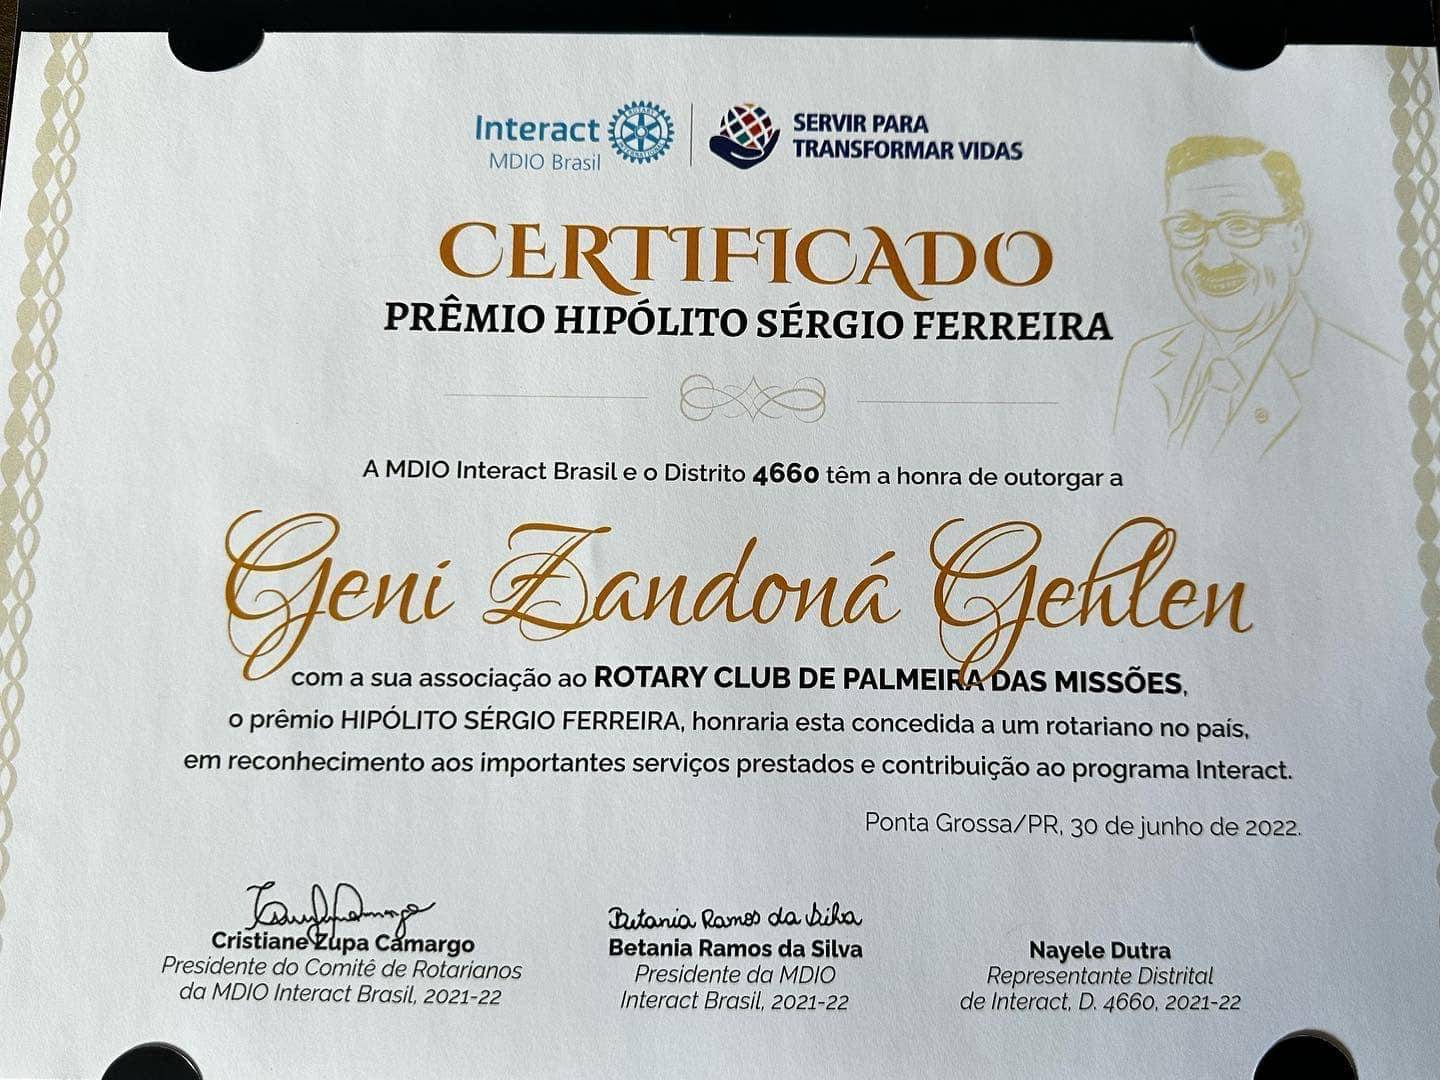 Interact
MDIO Brasil
SERVIR PARA
TRANSFORMAR VIDAS
CERTIFICADO
PRÊMIO HIPÓLITO SÉRGIO FERREIRA
A MDIO Interact Brasil e o Distrito 4660 têm a honra de outorgar a
Geni Zandoná Gehlen
com a sua associação ao ROTARY CLUB DE PALMEIRA DAS MISSÕES,
o prêmio HIPÓLITO SÉRGIO FERREIRA, honraria esta concedida a um rotariano no país,
em reconhecimento aos importantes serviços prestados e contribuição ao programa Interact.
Ponta Grossa/PR, 30 de junho de 2022.
Betania Ramos da Silva
Cristiane Zupa Camargo
Presidente do Comitê de Rotarianos
da MDIO Interact Brasil, 2021-22
Betania Ramos da Silva
Presidente da MDIO
Interact Brasil, 2021-22
Nayele Dutra
Representante Distrital
de Interact, D. 4660, 2021-22